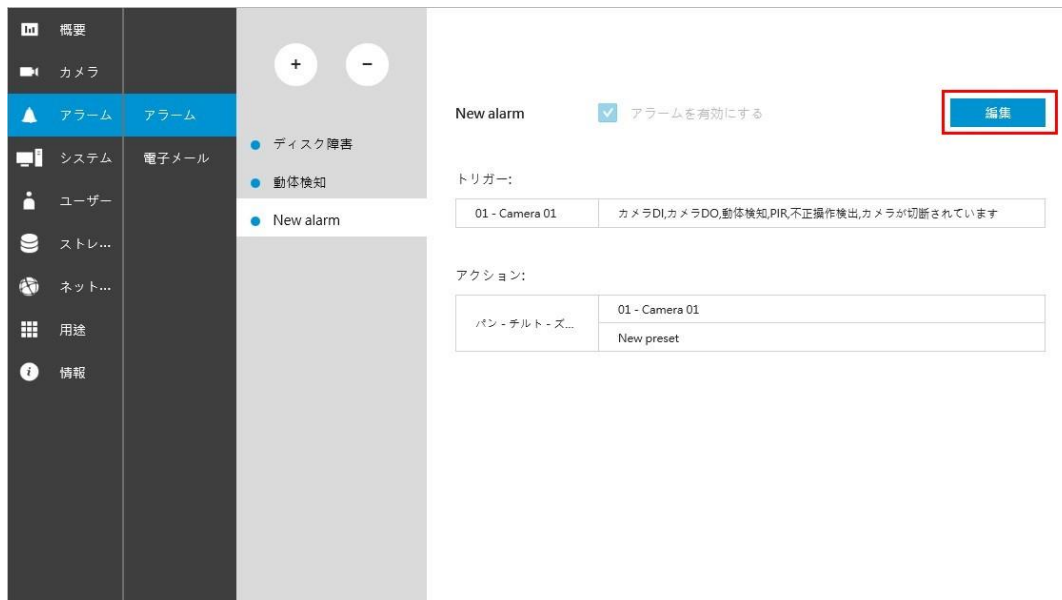 概要
カメラ
アラーム
システム
ユーザー
ストレ...
ネット...
用途
情報
アラーム
電子メール
+ -
ディスク障害
動体検知
New alarm
New alarm アラームを有効にする 編集
トリガー:
01 - Camera 01 カメラDI,カメラDO,動体検知,PIR,不正操作検出,カメラが切断されています
アクション:
パン - チルト - ズ... 01 - Camera 01
New preset